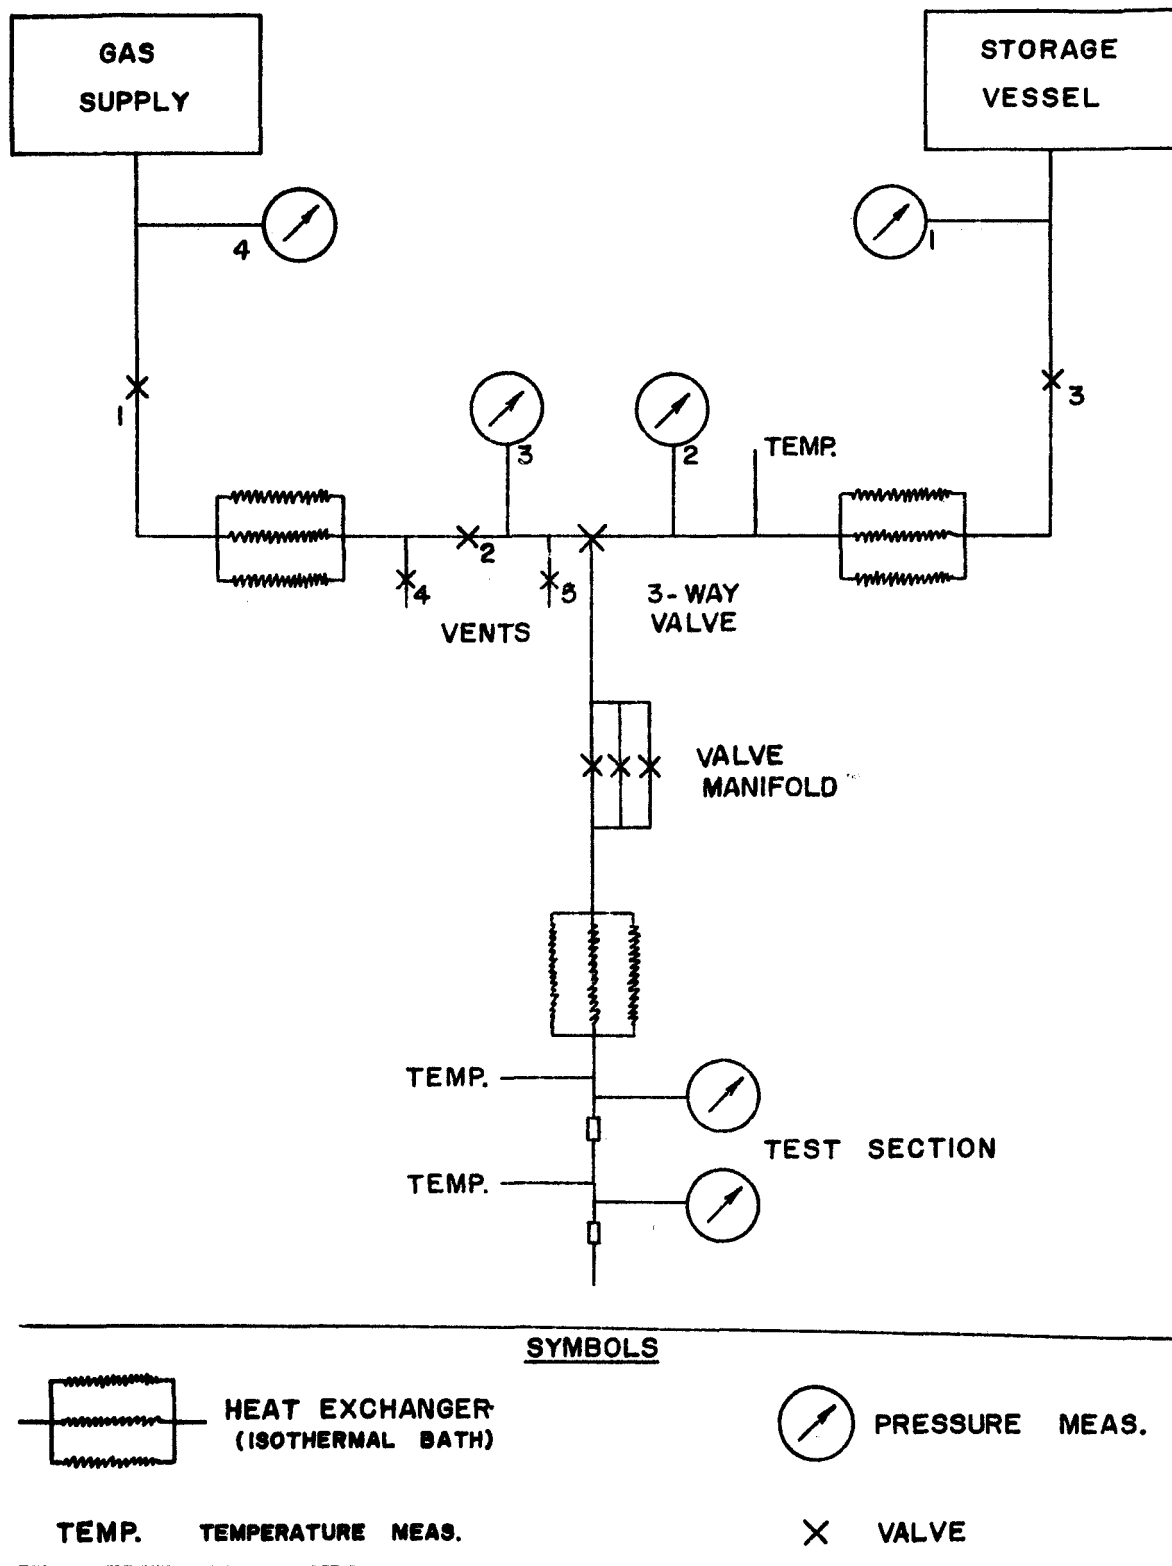 GAS
SUPPLY
STORAGE
VESSEL
4
1
1
3
3
2
TEMP.
2
4
5
3-WAY
VALVE
VENTS
VALVE
MANIFOLD
TEMP.
TEST SECTION
TEMP.
SYMBOLS
HEAT EXCHANGER
(ISOTHERMAL BATH)
PRESSURE MEAS.
TEMP. TEMPERATURE MEAS.
X VALVE